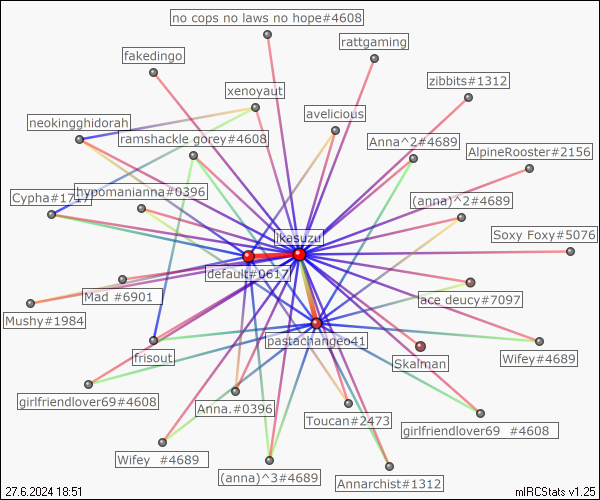 no cops no laws no hope#4608
rattgaming
fakedingo
zibbits#1312
xenoyaut
avelicious
neokingghidorah
ramshackle gorey#4608
Anna^2#4689
AlpineRooster#2156
hypomanianna#0396
Cypha#1717
(anna)^2#4689
Soxy Foxy#5076
ikasuzu
default#0617
Mad #6901
ace deucy#7097
Mushy#1984
pastachangeo41
frisout
Skalman
Wifey#4689
girlfriendlover69#4608
Anna.#0396
Toucan#2473
girlfriendlover69 #4608
Wifey #4689
(anna)^3#4689
Annarchist#1312
27.6.2024 18:51
mIRCStats v1.25